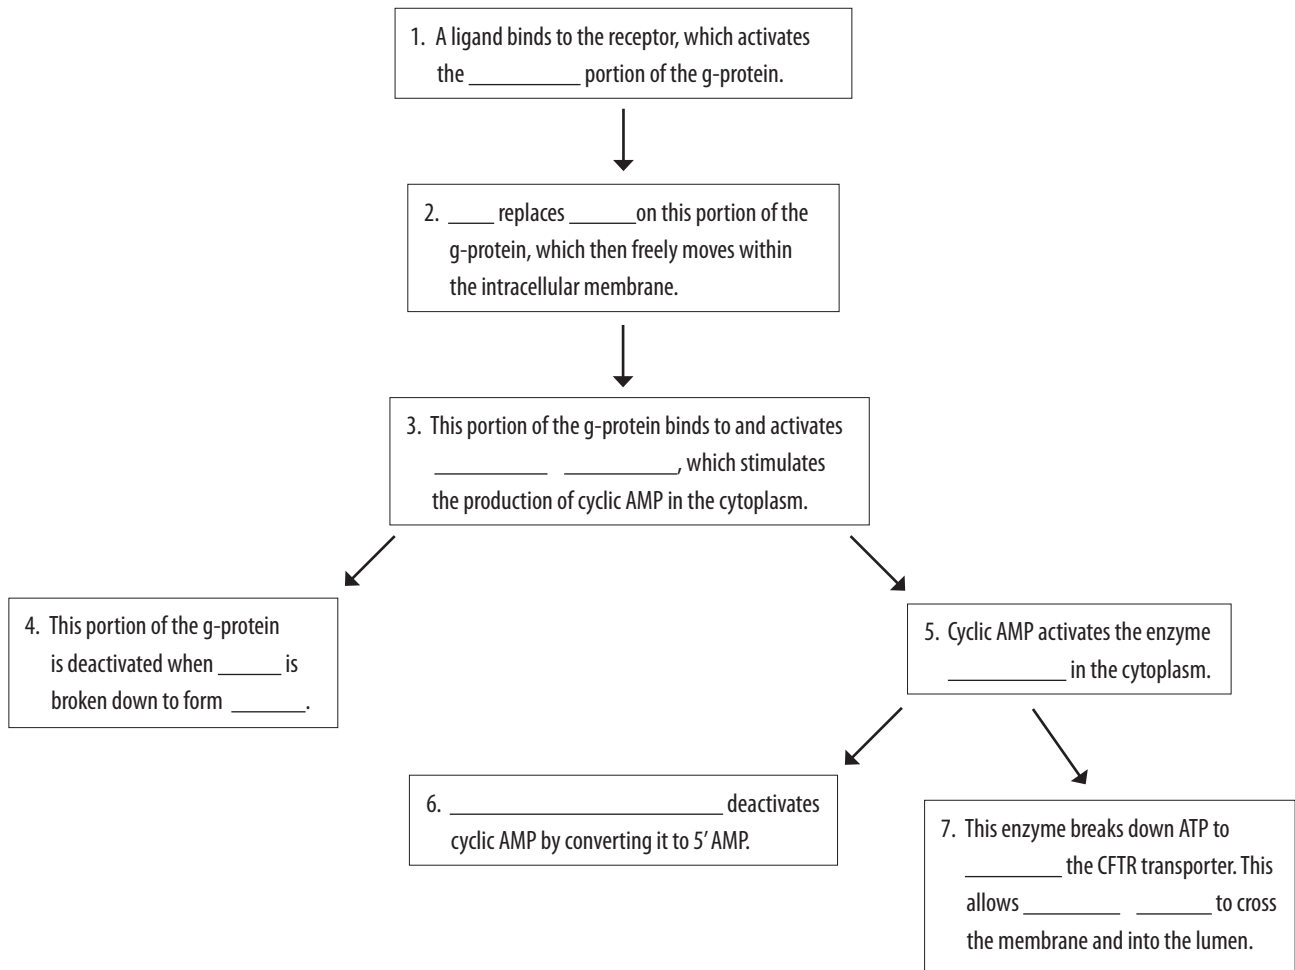 1. A ligand binds to the receptor, which activates
the __________ portion of the g-protein.
2. ____ replaces ______on this portion of the
g-protein, which then freely moves within
the intracellular membrane.
3. This portion of the g-protein binds to and activates
__________ __________, which stimulates
the production of cyclic AMP in the cytoplasm.
4. This portion of the g-protein
is deactivated when ______ is
broken down to form _______.
5. Cyclic AMP activates the enzyme
___________ in the cytoplasm.
6. _________________________ deactivates
cyclic AMP by converting it to 5’ AMP.
7. This enzyme breaks down ATP to
_________ the CFTR transporter. This
allows _________ _______ to cross
the membrane and into the lumen.